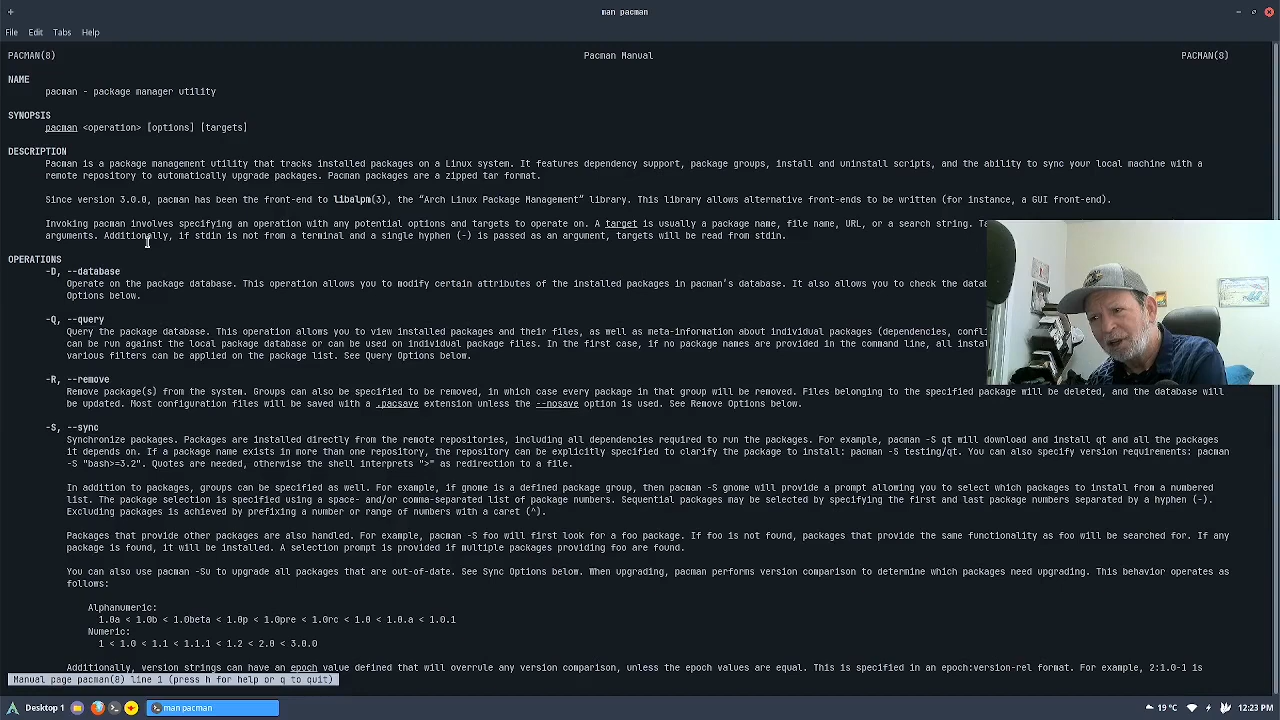 man pacman
File Edit Tabs Help
PACMAN(8) Pacman Manual PACMAN(8)
NAME
pacman - package manager utility
SYNOPSIS
pacman <operation> [options] [targets]
DESCRIPTION
Pacman is a package management utility that tracks installed packages on a Linux system. It features dependency support, package groups, install and uninstall scripts, and the ability to sync your local machine with a
remote repository to automatically upgrade packages. Pacman packages are a zipped tar format.
Since version 3.0.0, pacman has been the front-end to libalpm(3), the “Arch Linux Package Management” library. This library allows alternative front-ends to be written (for instance, a GUI front-end).
Invoking pacman involves specifying an operation with any potential options and targets to operate on. A target is usually a package name, file name, URL, or a search string.
arguments. Additionally, if stdin is not from a terminal and a single hyphen (-) is passed as an argument, targets will be read from stdin.
OPERATIONS
-D, --database
Operate on the package database. This operation allows you to modify certain attributes of the installed packages in pacman’s database. It also allows you to check the
Options below.
-Q, --query
Query the package database. This operation allows you to view installed packages and their files, as well as meta-information about individual packages (dependencies,
can be run against the local package database or can be used on individual package files. In the first case, if no package names are provided in the command line, all
various filters can be applied on the package list. See Query Options below.
-R, --remove
Remove package(s) from the system. Groups can also be specified to be removed, in which case every package in that group will be removed. Files belonging to the specified package will be deleted, and the database will
be updated. Most configuration files will be saved with a .pacsave extension unless the --nosave option is used. See Remove Options below.
-S, --sync
Synchronize packages. Packages are installed directly from the remote repositories, including all dependencies required to run the packages. For example, pacman -S qt will download and install qt and all the packages
it depends on. If a package name exists in more than one repository, the repository can be explicitly specified to clarify the package to install: pacman -S testing/qt. You can also specify version requirements: pacman
-S "bash>=3.2". Quotes are needed, otherwise the shell interprets ">" as redirection to a file.
In addition to packages, groups can be specified as well. For example, if gnome is a defined package group, then pacman -S gnome will provide a prompt allowing you to select which packages to install from a numbered
list. The package selection is specified using a space- and/or comma-separated list of package numbers. Sequential packages may be selected by specifying the first and last package numbers separated by a hyphen (-).
Excluding packages is achieved by prefixing a number or range of numbers with a caret (^).
Packages that provide other packages are also handled. For example, pacman -S foo will first look for a foo package. If foo is not found, packages that provide the same functionality as foo will be searched for. If any
package is found, it will be installed. A selection prompt is provided if multiple packages providing foo are found.
You can also use pacman -Su to upgrade all packages that are out-of-date. See Sync Options below. When upgrading, pacman performs version comparison to determine which packages need upgrading. This behavior operates as
follows:
Alphanumeric:
1.0a < 1.0b < 1.0beta < 1.0p < 1.0pre < 1.0rc < 1.0 < 1.0.a < 1.0.1
Numeric:
1 < 1.0 < 1.1 < 1.1.1 < 1.2 < 2.0 < 3.0.0
Additionally, version strings can have an epoch value defined that will overrule any version comparison, unless the epoch values are equal. This is specified in an epoch:version-rel format. For example, 2:1.0-1 is
Manual page pacman(8) line 1 (press h for help or q to quit)
Desktop 1 man pacman 19 °C 12:23 PM